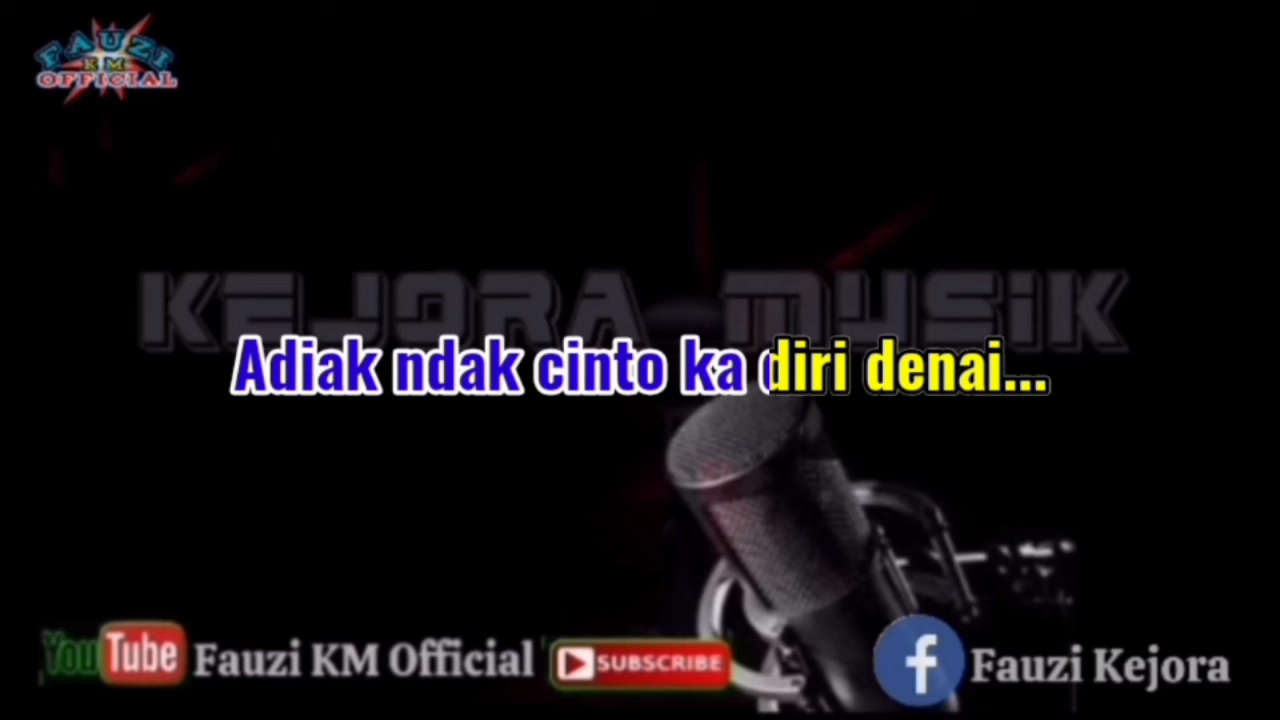 FAUZI
KM
OFFICIAL
KEJORA MUSiK
Adiak ndak cinto ka diri denai...
YouTube Fauzi KM Official SUBSCRIBE f Fauzi Kejora